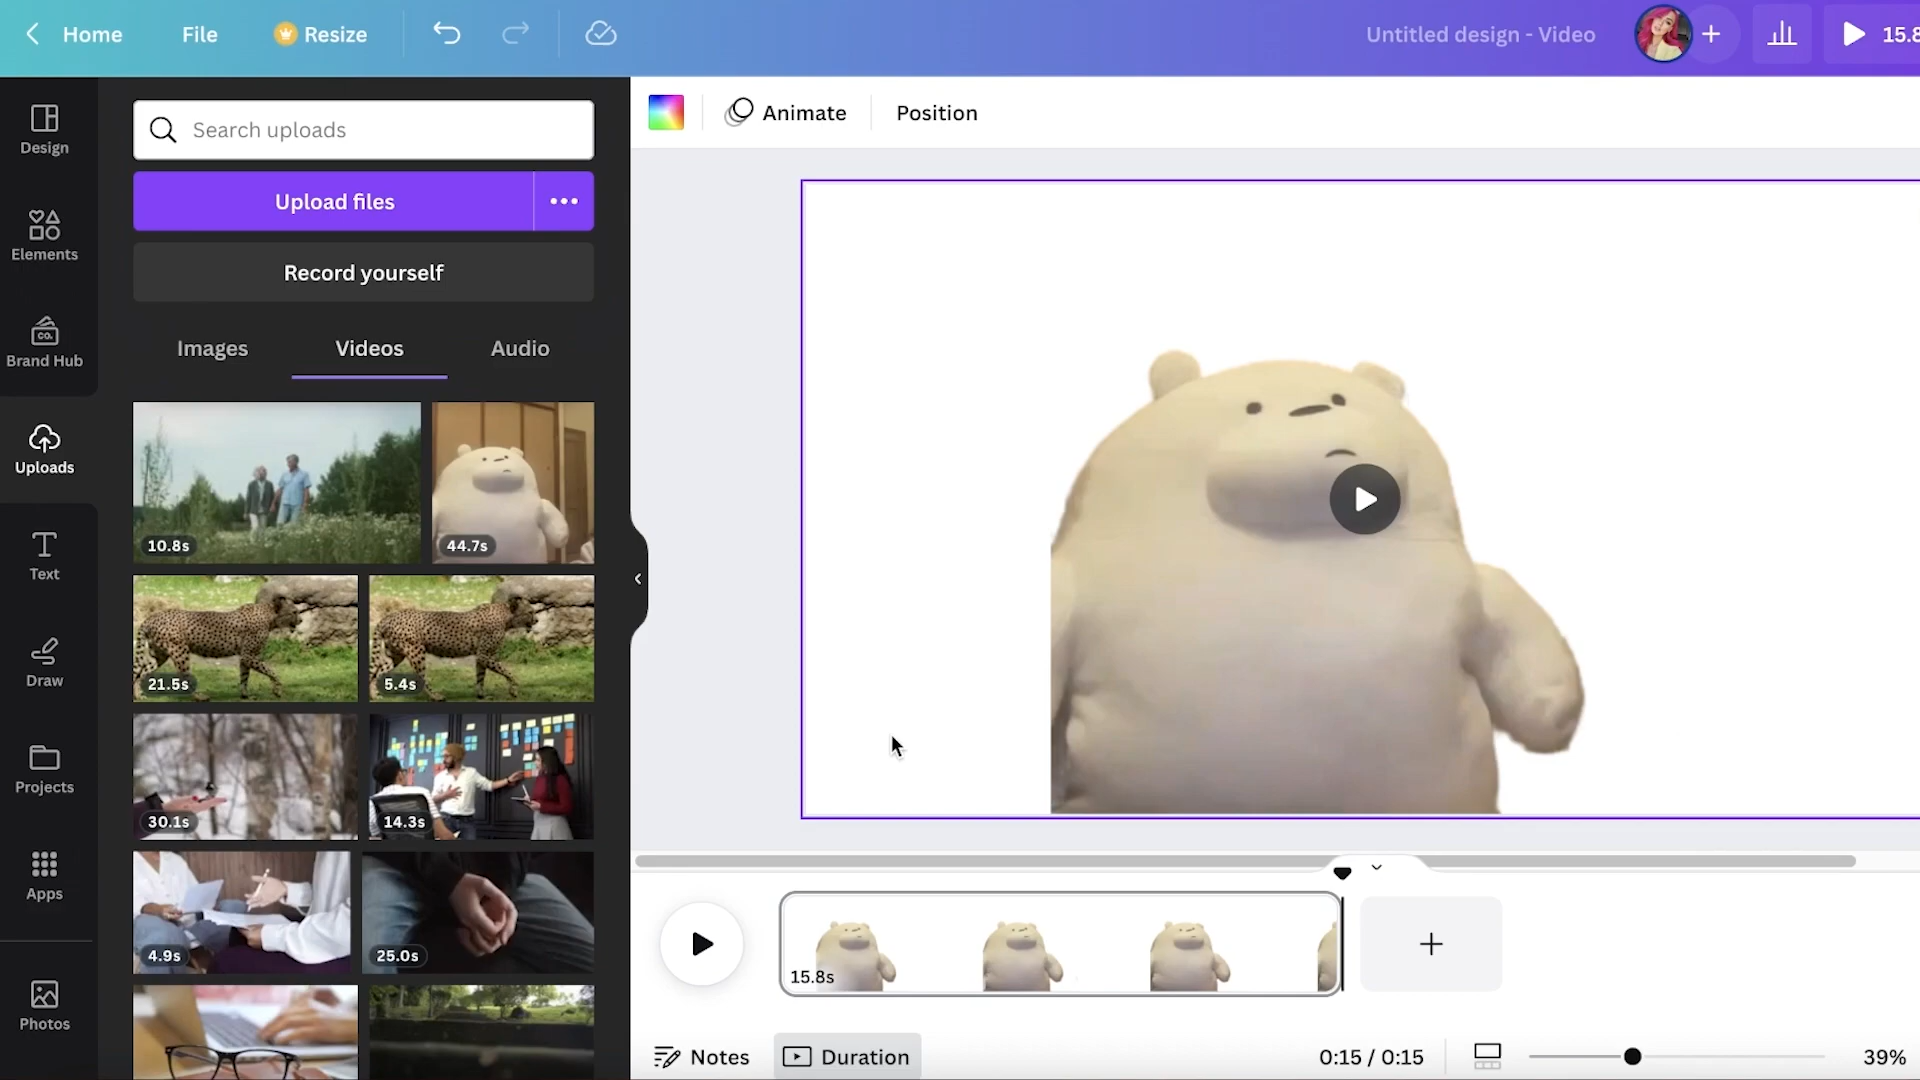 Home
File
Resize
Untitled design - Video
15.8
Design
Elements
CO.
Brand Hub
Uploads
Text
Draw
Projects
Apps
Photos
Search uploads
Upload files
Record yourself
Images
Videos
Audio
10.8s
44.7s
21.5s
5.4s
30.1s
14.3s
4.9s
25.0s
Animate
Position
15.8s
Notes
Duration
0:15 / 0:15
39%